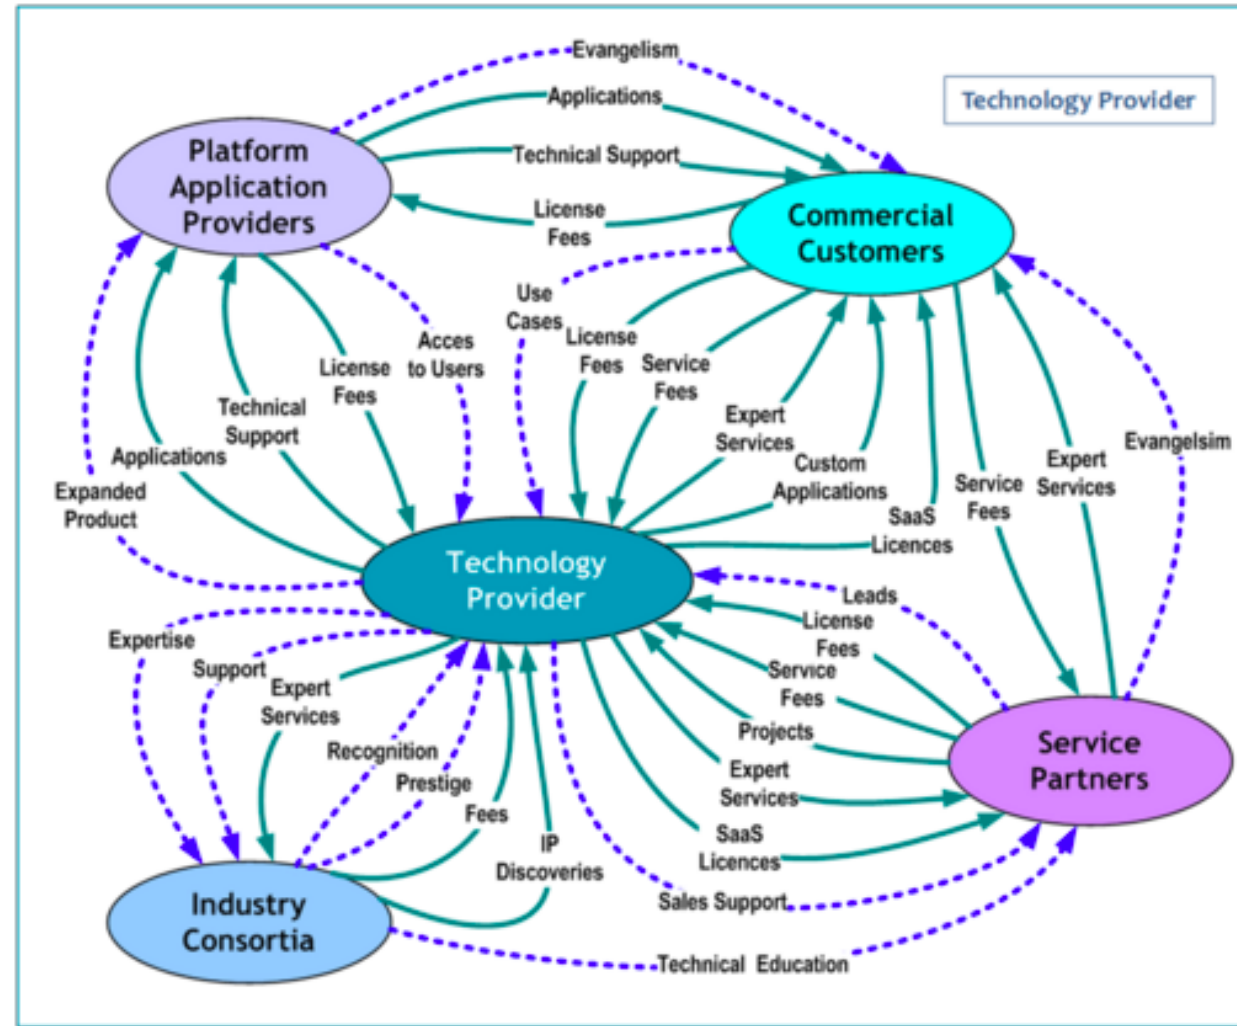 Evangelism
Technology Provider
Applications
Platform
Application
Providers
Technical Support
License
Fees
Commercial
Customers
Use
Cases
License
Fees
Service
Fees
Acces
to Users
License
Fees
Technical
Support
Applications
Expanded
Product
Expert
Services
Custom
Applications
SaaS
Licences
Service
Fees
Expert
Services
Evangelsim
Technology
Provider
Leads
License
Fees
Service
Fees
Projects
Expert
Services
SaaS
Licences
Sales Support
Service
Partners
Expertise
Support
Expert
Services
Recognition
Prestige
Fees
IP
Discoveries
Industry
Consortia
Technical Education